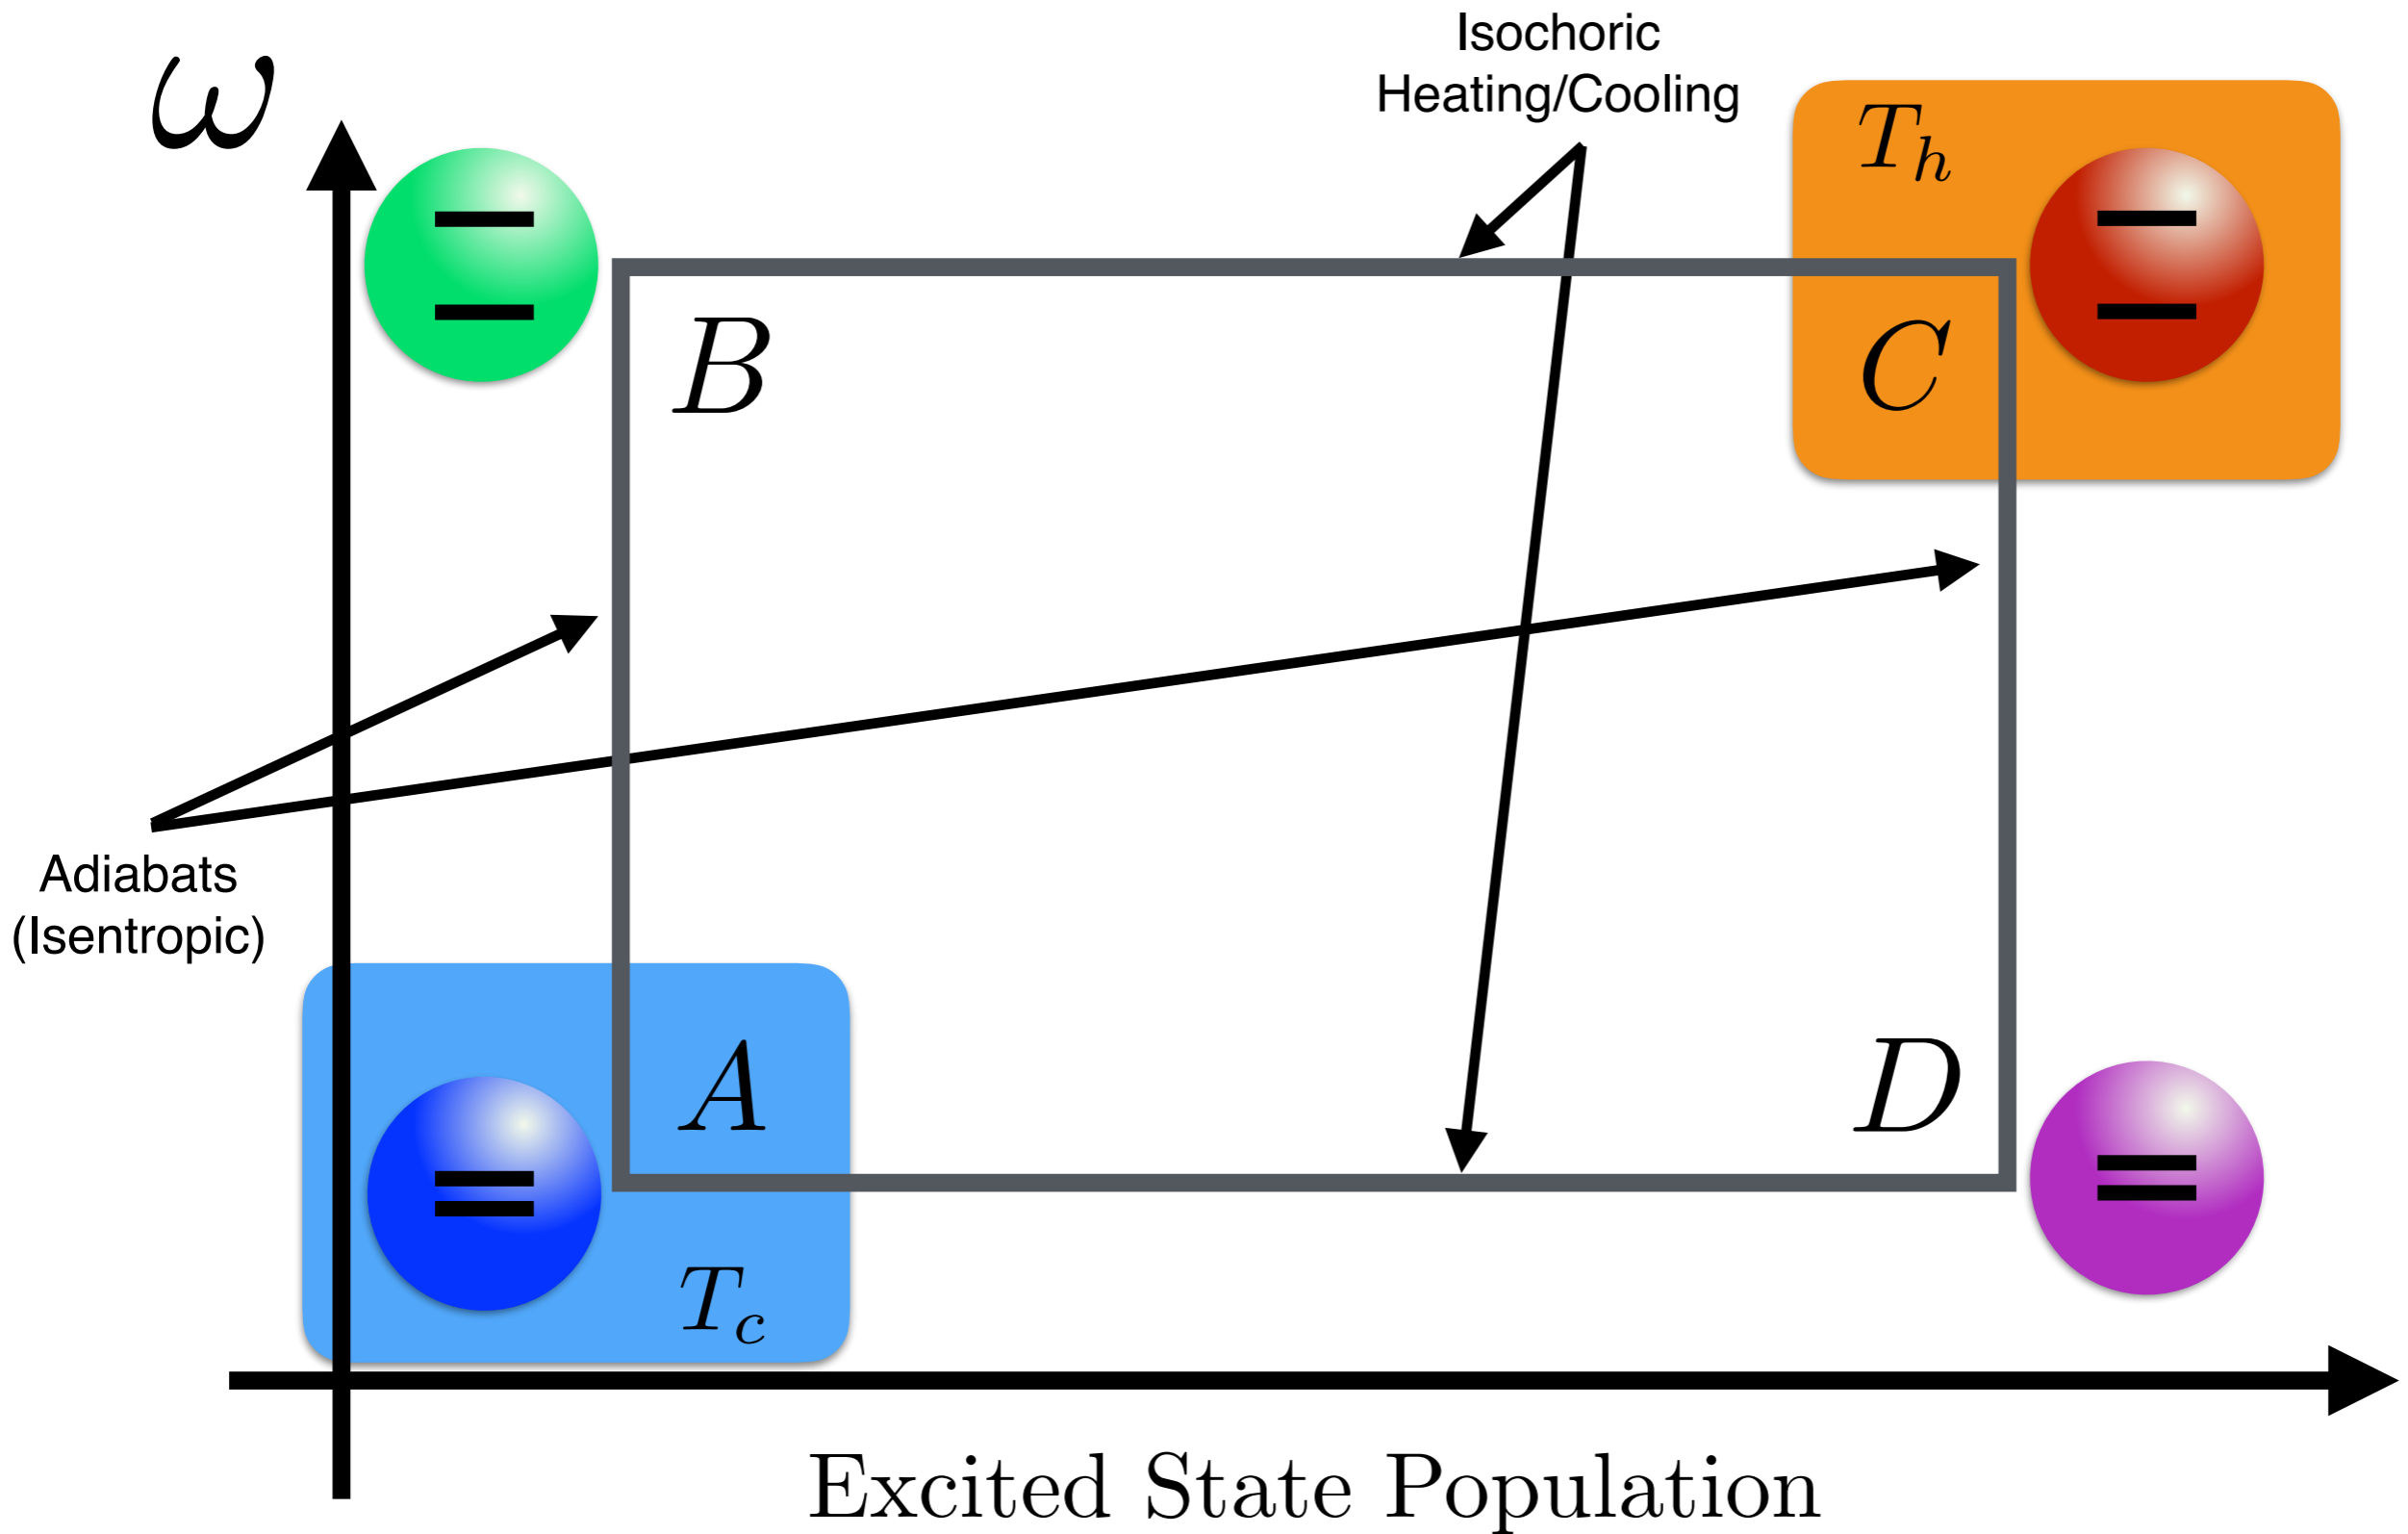 Isochoric
Heating/Cooling
ω
T_h
B
C
Adiabats
(Isentropic)
A
D
T_c
Excited State Population